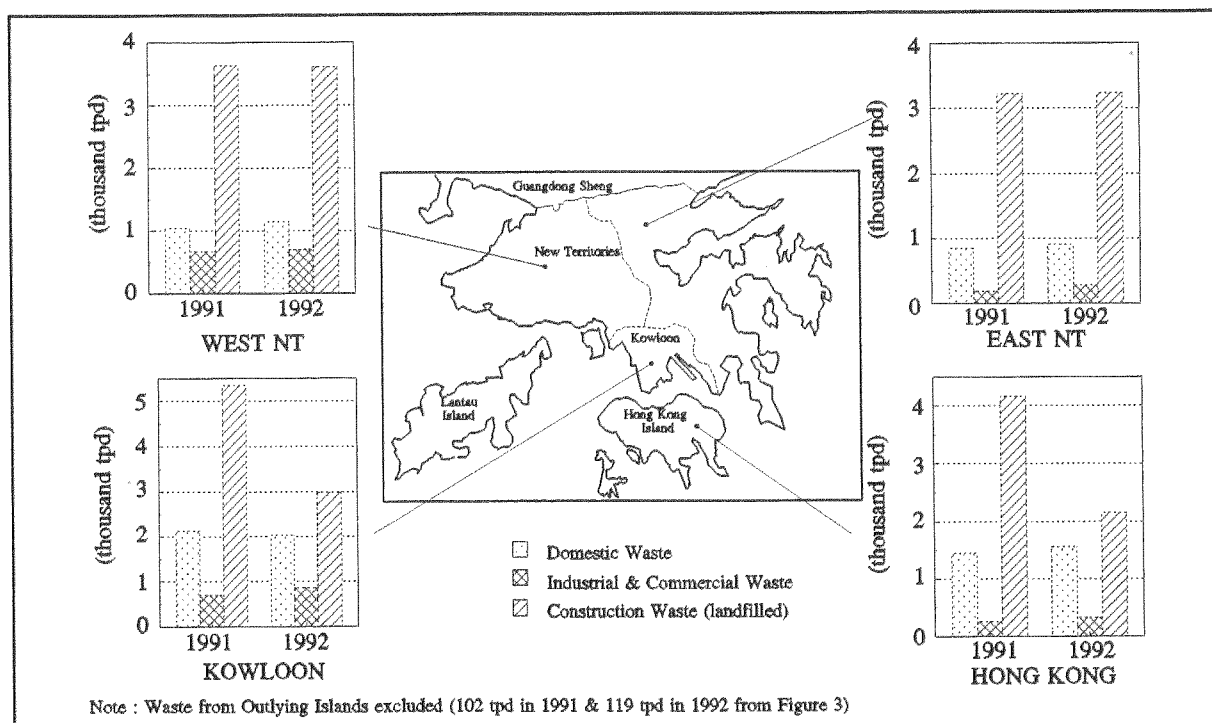 4
3
2
1
0
(thousand tpd)
1991
1992
WEST NT
4
3
2
1
0
(thousand tpd)
1991
1992
EAST NT
Guangdong Sheng
New Territories
Kowloon
Lantau
Island
Hong Kong
Island
5
4
3
2
1
0
(thousand tpd)
1991
1992
KOWLOON
Domestic Waste
Industrial & Commercial Waste
Construction Waste (landfilled)
4
3
2
1
0
(thousand tpd)
1991
1992
HONG KONG
Note : Waste from Outlying Islands excluded (102 tpd in 1991 & 119 tpd in 1992 from Figure 3)